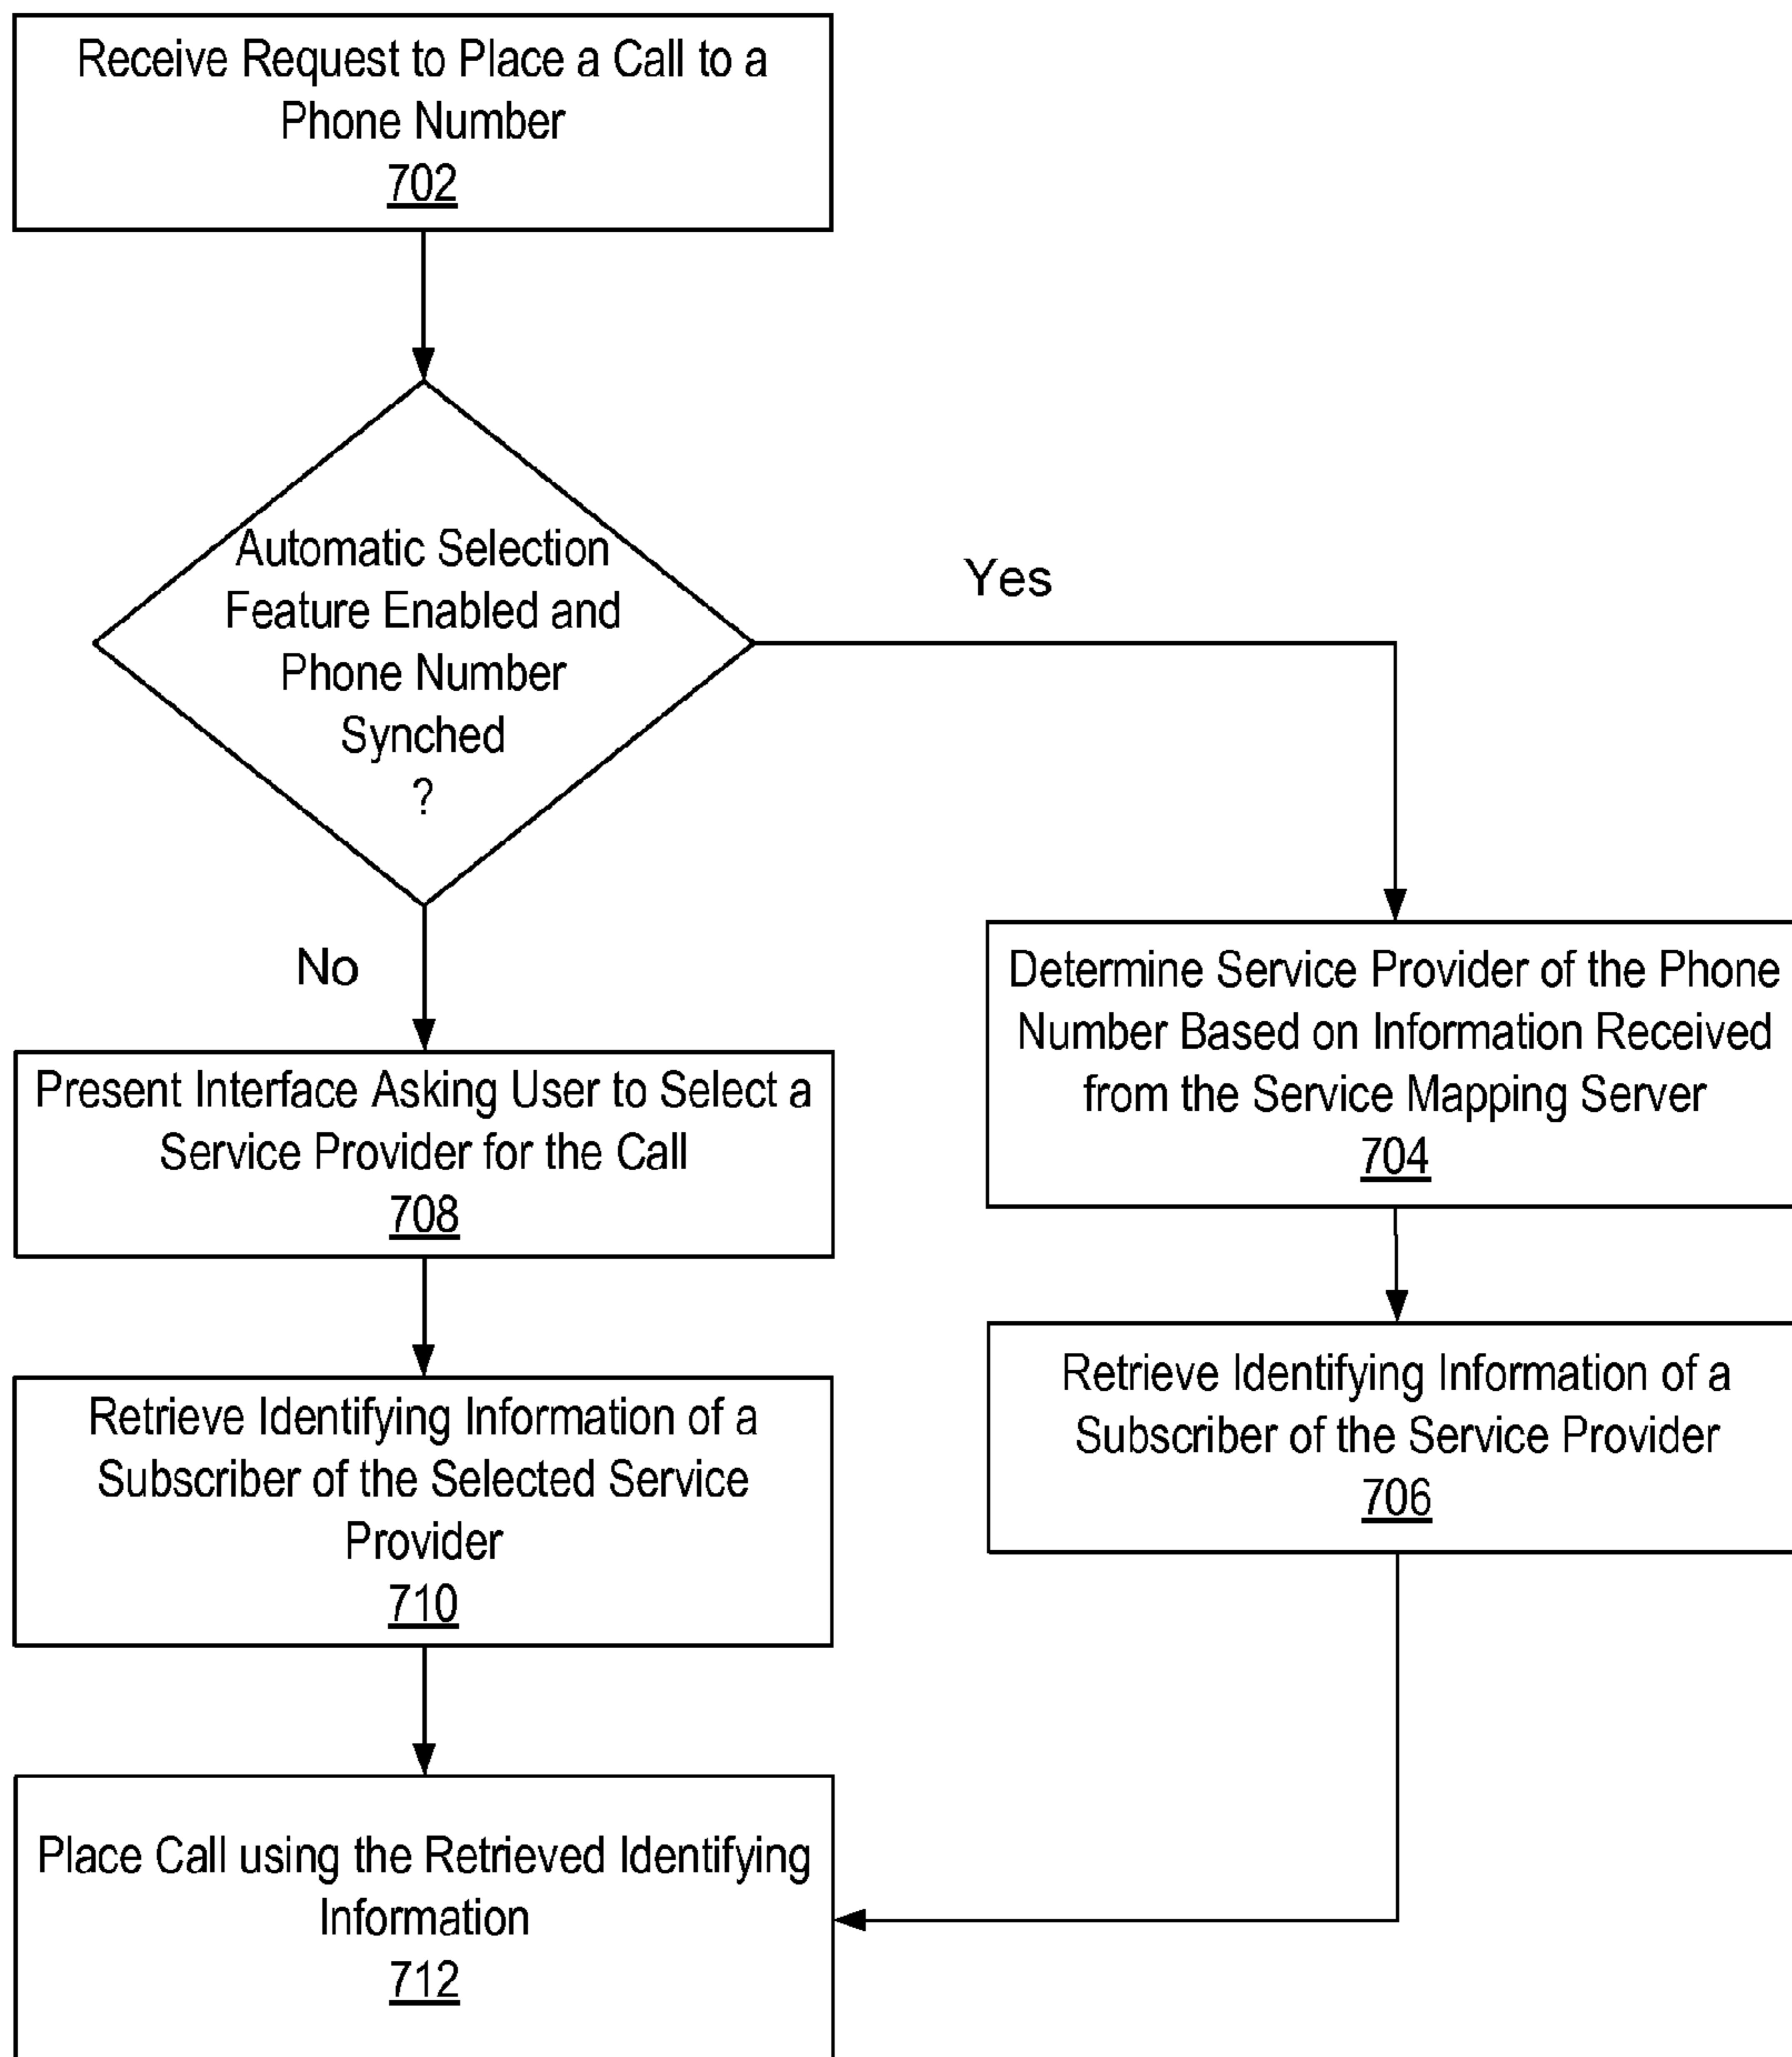 Receive Request to Place a Call to a
Phone Number
702
Automatic Selection
Feature Enabled and
Phone Number
Synched
?
Yes
No
Determine Service Provider of the Phone
Number Based on Information Received
from the Service Mapping Server
704
Present Interface Asking User to Select a
Service Provider for the Call
708
Retrieve Identifying Information of a
Subscriber of the Service Provider
706
Retrieve Identifying Information of a
Subscriber of the Selected Service
Provider
710
Place Call using the Retrieved Identifying
Information
712